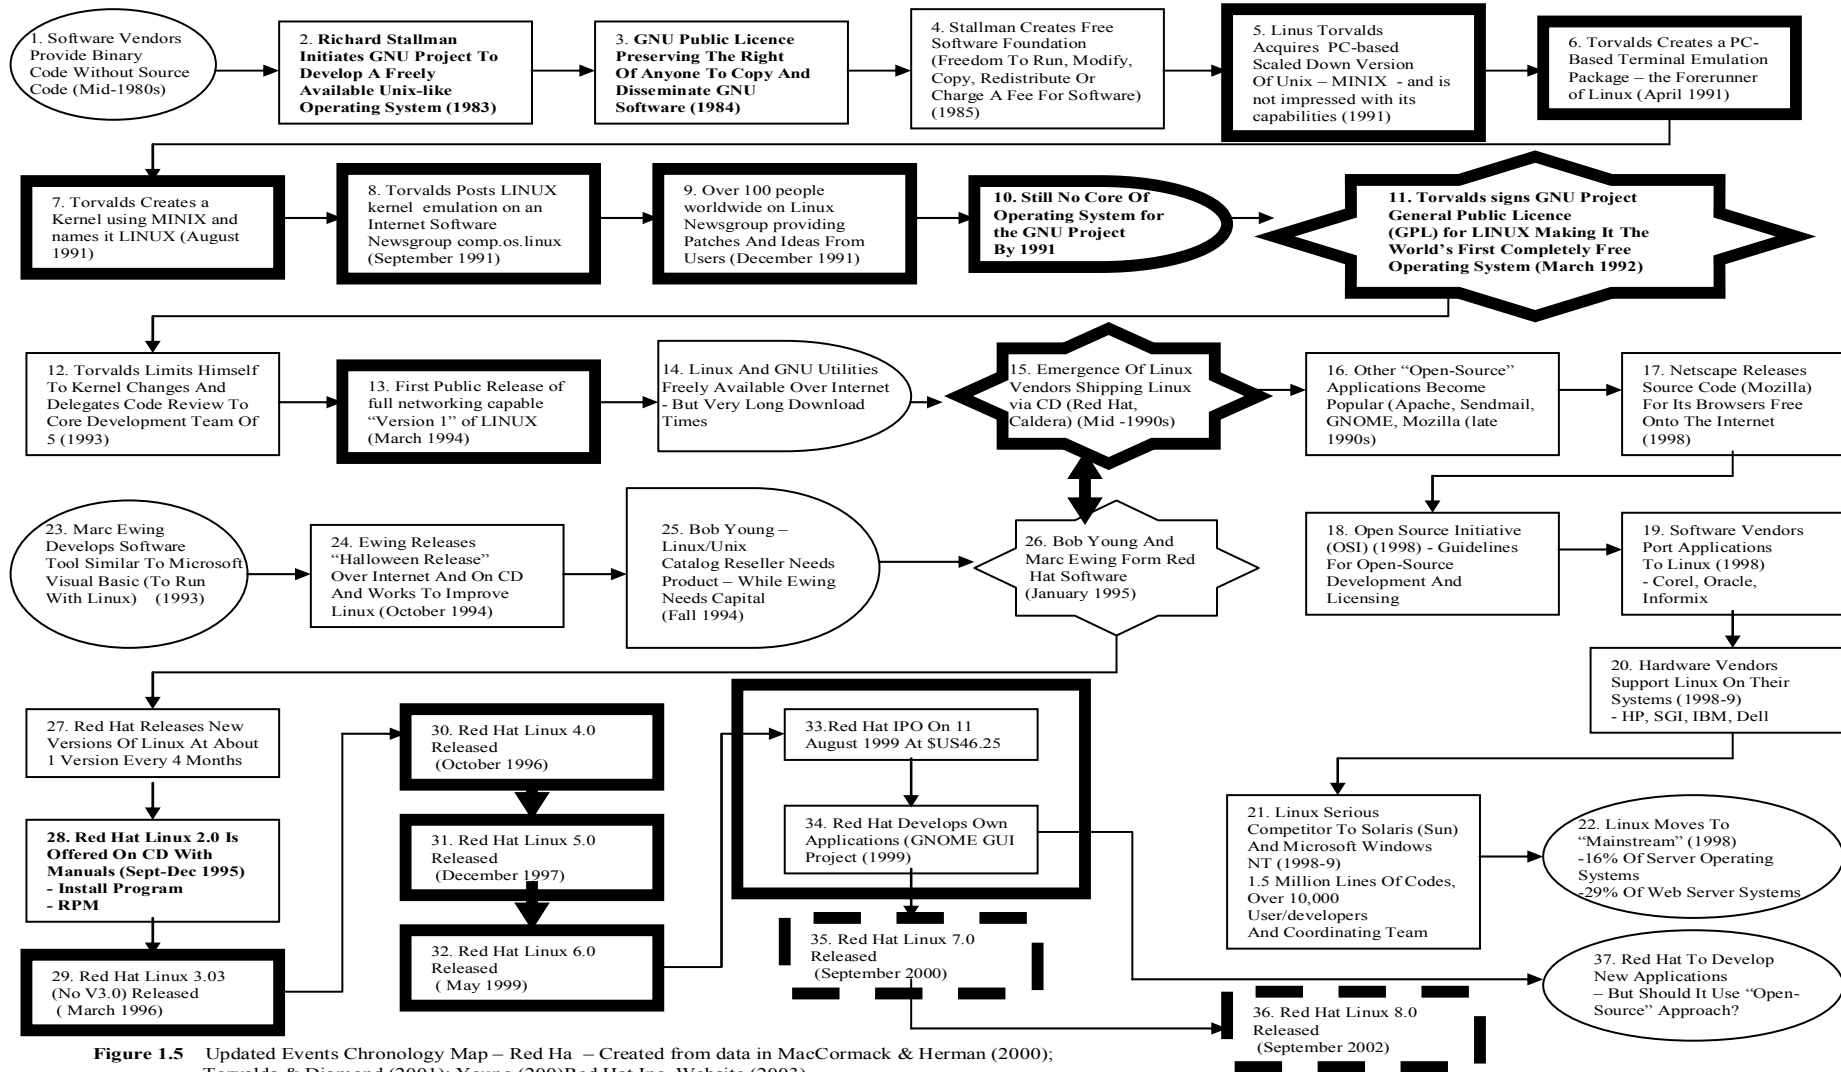 1. Software Vendors
Provide Binary
Code Without Source
Code (Mid-1980s)
2. Richard Stallman
Initiates GNU Project To
Develop A Freely
Available Unix-like
Operating System (1983)
3. GNU Public Licence
Preserving The Right
Of Anyone To Copy And
Disseminate GNU
Software (1984)
4. Stallman Creates Free
Software Foundation
(Freedom To Run, Modify,
Copy, Redistribute Or
Charge A Fee For Software)
(1985)
5. Linus Torvalds
Acquires PC-based
Scaled Down Version
Of Unix – MINIX - and is
not impressed with its
capabilities (1991)
6. Torvalds Creates a PC-
Based Terminal Emulation
Package – the Forerunner
of Linux (April 1991)
7. Torvalds Creates a
Kernel using MINIX and
names it LINUX (August
1991)
8. Torvalds Posts LINUX
kernel emulation on an
Internet Software
Newsgroup comp.os.linux
(September 1991)
9. Over 100 people
worldwide on Linux
Newsgroup providing
Patches And Ideas From
Users (December 1991)
10. Still No Core Of
Operating System for
the GNU Project
By 1991
11. Torvalds signs GNU Project
General Public Licence
(GPL) for LINUX Making It The
World's First Completely Free
Operating System (March 1992)
12. Torvalds Limits Himself
To Kernel Changes And
Delegates Code Review To
Core Development Team Of
5 (1993)
13. First Public Release of
full networking capable
“Version 1” of LINUX
(March 1994)
14. Linux And GNU Utilities
Freely Available Over Internet
- But Very Long Download
Times
15. Emergence Of Linux
Vendors Shipping Linux
via CD (Red Hat,
Caldera) (Mid -1990s)
16. Other “Open-Source”
Applications Become
Popular (Apache, Sendmail,
GNOME, Mozilla (late
1990s)
17. Netscape Releases
Source Code (Mozilla)
For Its Browsers Free
Onto The Internet
(1998)
18. Open Source Initiative
(OSI) (1998) - Guidelines
For Open-Source
Development And
Licensing
19. Software Vendors
Port Applications
To Linux (1998)
- Corel, Oracle,
Informix
20. Hardware Vendors
Support Linux On Their
Systems (1998-9)
- HP, SGI, IBM, Dell
21. Linux Serious
Competitor To Solaris (Sun)
And Microsoft Windows
NT (1998-9)
1.5 Million Lines Of Codes,
Over 10,000
User/developers
And Coordinating Team
22. Linux Moves To
“Mainstream” (1998)
-16% Of Server Operating
Systems
-29% Of Web Server Systems
23. Marc Ewing
Develops Software
Tool Similar To Microsoft
Visual Basic (To Run
With Linux) (1993)
24. Ewing Releases
“Halloween Release”
Over Internet And On CD
And Works To Improve
Linux (October 1994)
25. Bob Young –
Linux/Unix
Catalog Reseller Needs
Product – While Ewing
Needs Capital
(Fall 1994)
26. Bob Young And
Marc Ewing Form Red
Hat Software
(January 1995)
27. Red Hat Releases New
Versions Of Linux At About
1 Version Every 4 Months
28. Red Hat Linux 2.0 Is
Offered On CD With
Manuals (Sept-Dec 1995)
- Install Program
- RPM
29. Red Hat Linux 3.03
(No V3.0) Released
( March 1996)
30. Red Hat Linux 4.0
Released
(October 1996)
31. Red Hat Linux 5.0
Released
(December 1997)
32. Red Hat Linux 6.0
Released
( May 1999)
33.Red Hat IPO On 11
August 1999 At $US46.25
34. Red Hat Develops Own
Applications (GNOME GUI
Project (1999)
35. Red Hat Linux 7.0
Released
(September 2000)
36. Red Hat Linux 8.0
Released
(September 2002)
37. Red Hat To Develop
New Applications
– But Should It Use “Open-
Source” Approach?
Figure 1.5 Updated Events Chronology Map – Red Ha – Created from data in MacCormack & Herman (2000);
Torvalds & Diamond (2001); Young (200)Red Hat Inc. Website (2003)